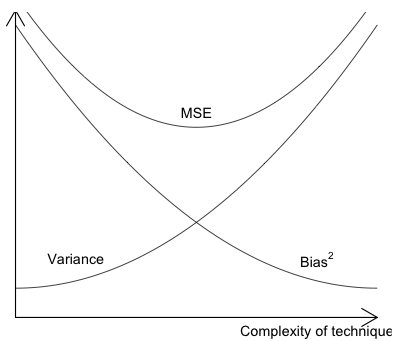 MSE
Variance
Bias²
Complexity of technique